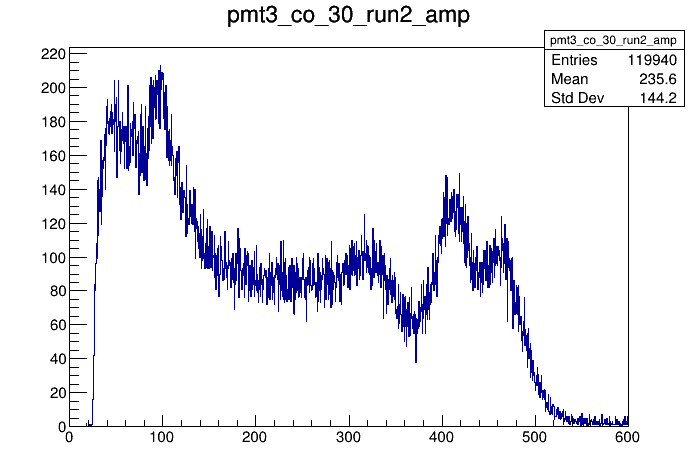 pmt3_co_30_run2_amp
pmt3_co_30_run2_amp
Entries 119940
Mean 235.6
Std Dev 144.2
220
200
180
160
140
120
100
80
60
40
20
0
0 100 200 300 400 500 600